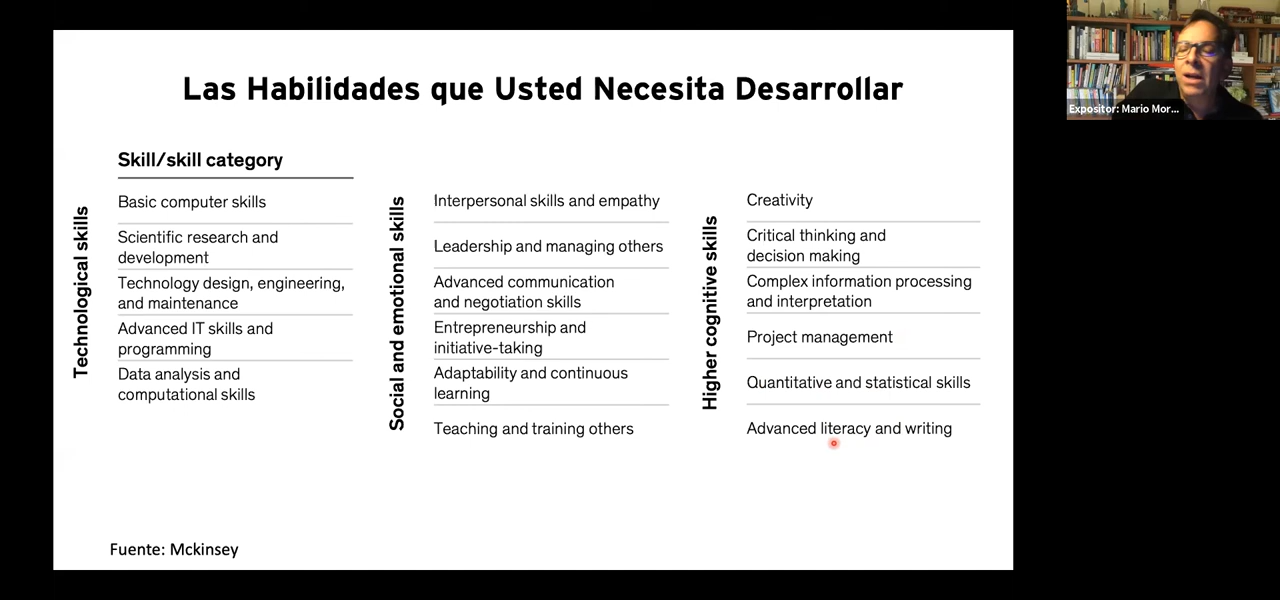 Las Habilidades que Usted Necesita Desarrollar
Skill/skill category
Technological skills
Basic computer skills
Scientific research and
development
Technology design, engineering,
and maintenance
Advanced IT skills and
programming
Data analysis and
computational skills
Social and emotional skills
Interpersonal skills and empathy
Leadership and managing others
Advanced communication
and negotiation skills
Entrepreneurship and
initiative-taking
Adaptability and continuous
learning
Teaching and training others
Higher cognitive skills
Creativity
Critical thinking and
decision making
Complex information processing
and interpretation
Project management
Quantitative and statistical skills
Advanced literacy and writing
Fuente: Mckinsey
Expositor: Mario Mor...